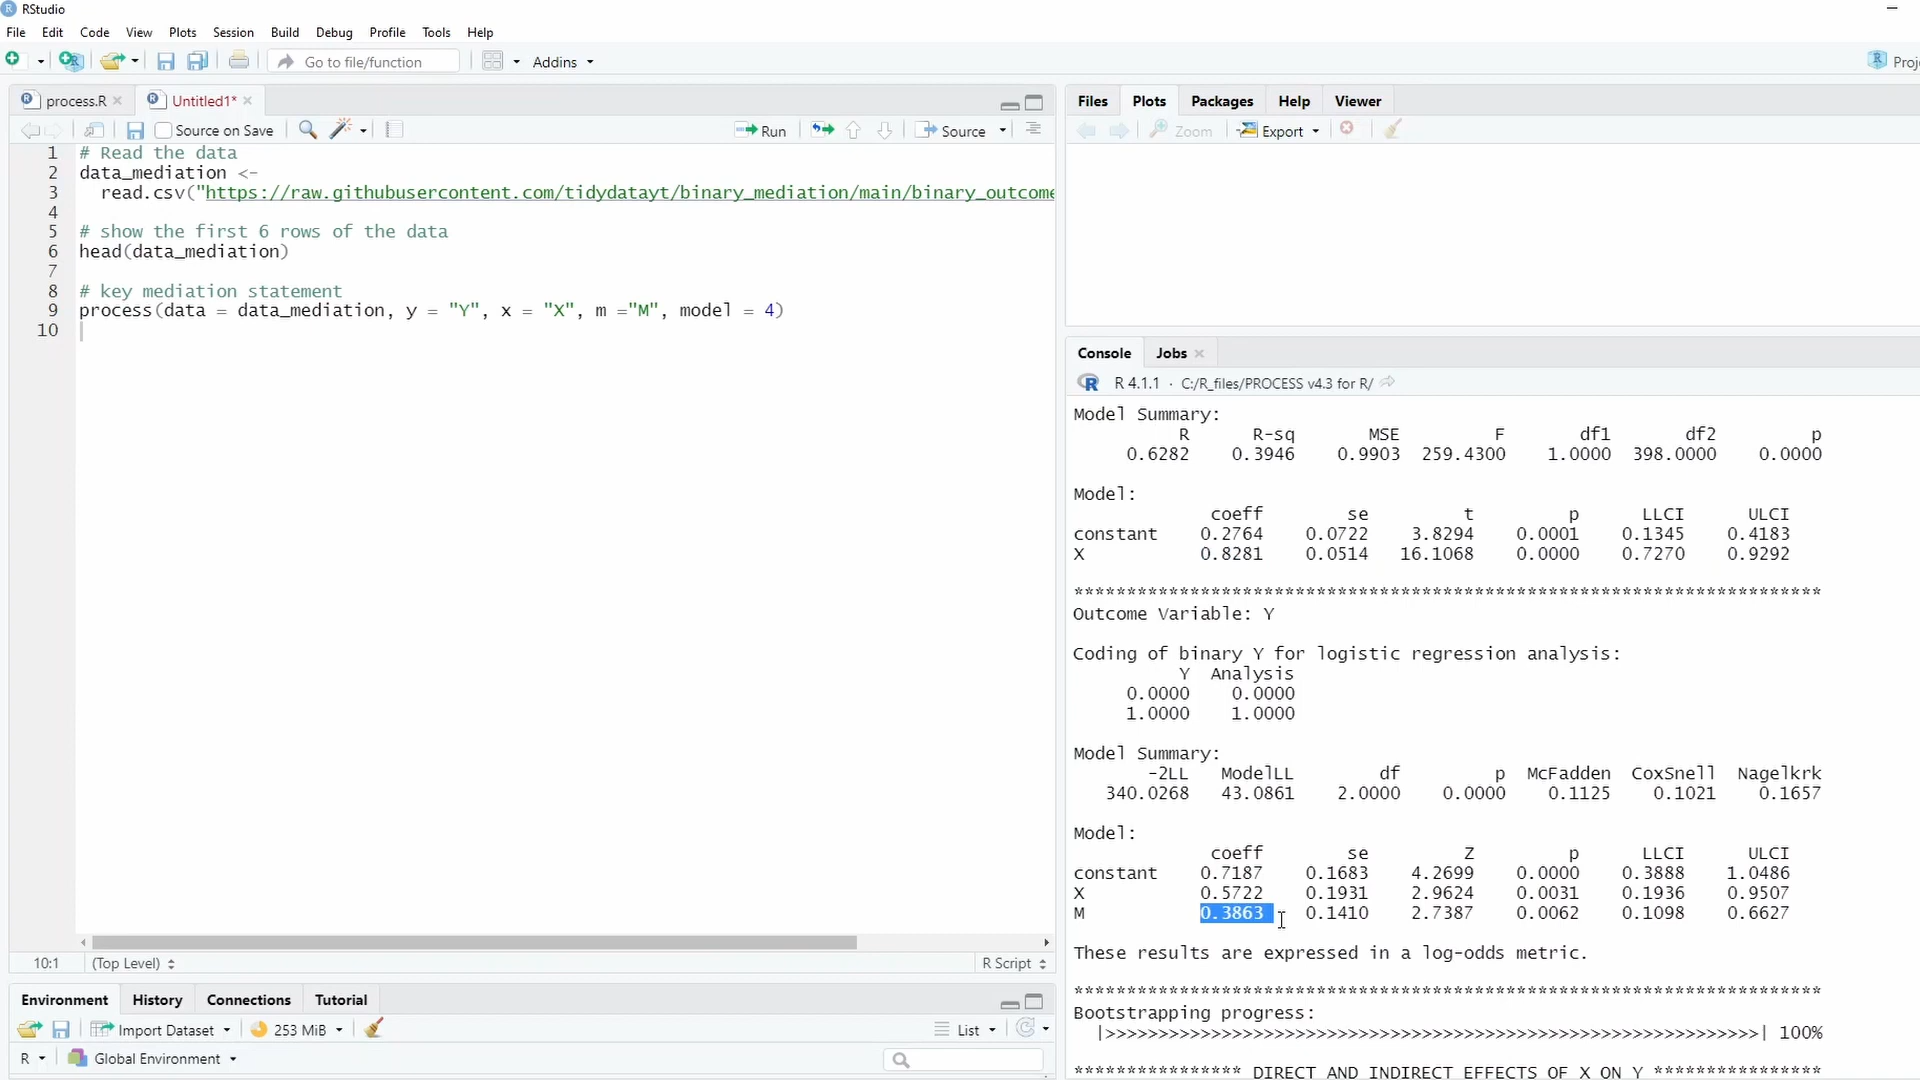 RStudio
File Edit Code View Plots Session Build Debug Profile Tools Help
Go to file/function Addins
process.R Untitled1*
Source on Save Run Source
1 # Read the data
2 data_mediation <-
3 read.csv("https://raw.githubusercontent.com/tidydatayt/binary_mediation/main/binary_outcome
4
5 # show the first 6 rows of the data
6 head(data_mediation)
7
8 # key mediation statement
9 process(data = data_mediation, y = "Y", x = "X", m ="M", model = 4)
10
10:1 (Top Level) R Script
Environment History Connections Tutorial
Import Dataset 253 MiB List
R Global Environment
Files Plots Packages Help Viewer
Zoom Export
Console Jobs
R 4.1.1 · C:/R_files/PROCESS v4.3 for R/
Model Summary:
R R-sq MSE F df1 df2 p
0.6282 0.3946 0.9903 259.4300 1.0000 398.0000 0.0000
Model:
coeff se t p LLCI ULCI
constant 0.2764 0.0722 3.8294 0.0001 0.1345 0.4183
X 0.8281 0.0514 16.1068 0.0000 0.7270 0.9292
***********************************************************************
Outcome Variable: Y
Coding of binary Y for logistic regression analysis:
Y Analysis
0.0000 0.0000
1.0000 1.0000
Model Summary:
-2LL ModelLL df p McFadden CoxSnell Nagelkrk
340.0268 43.0861 2.0000 0.0000 0.1125 0.1021 0.1657
Model:
coeff se Z p LLCI ULCI
constant 0.7187 0.1683 4.2699 0.0000 0.3888 1.0486
X 0.5722 0.1931 2.9624 0.0031 0.1936 0.9507
M 0.3863 0.1410 2.7387 0.0062 0.1098 0.6627
These results are expressed in a log-odds metric.
***********************************************************************
Bootstrapping progress:
|>>>>>>>>>>>>>>>>>>>>>>>>>>>>>>>>>>>>>>>>>>>>>>>>>>>>>>>>>>>>>>| 100%
**************** DIRECT AND INDIRECT EFFECTS OF X ON Y ****************